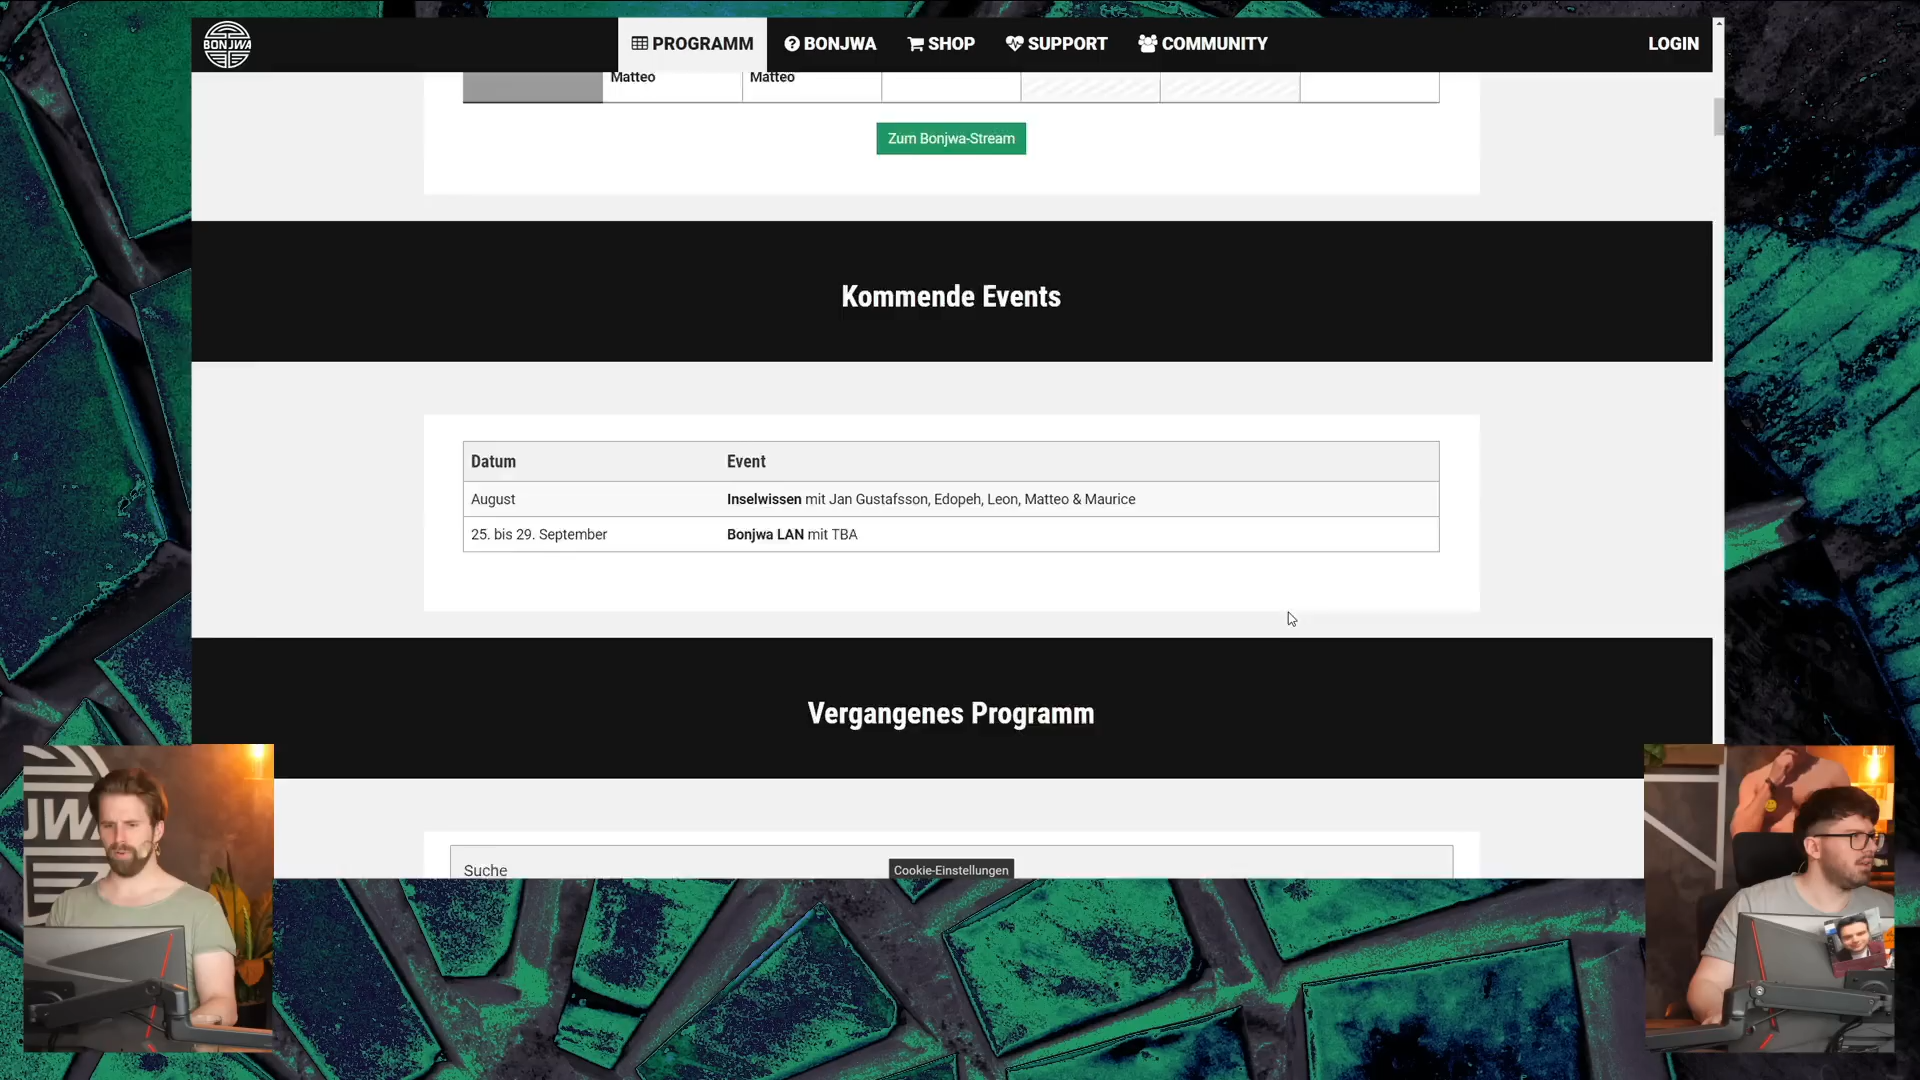 BONJWA
PROGRAMM
BONJWA
SHOP
SUPPORT
COMMUNITY
LOGIN
Matteo
Matteo
Zum Bonjwa-Stream
Kommende Events
Datum
Event
August
Inselwissen mit Jan Gustafsson, Edopeh, Leon, Matteo & Maurice
25. bis 29. September
Bonjwa LAN mit TBA
Vergangenes Programm
Suche
Cookie-Einstellungen
JWA